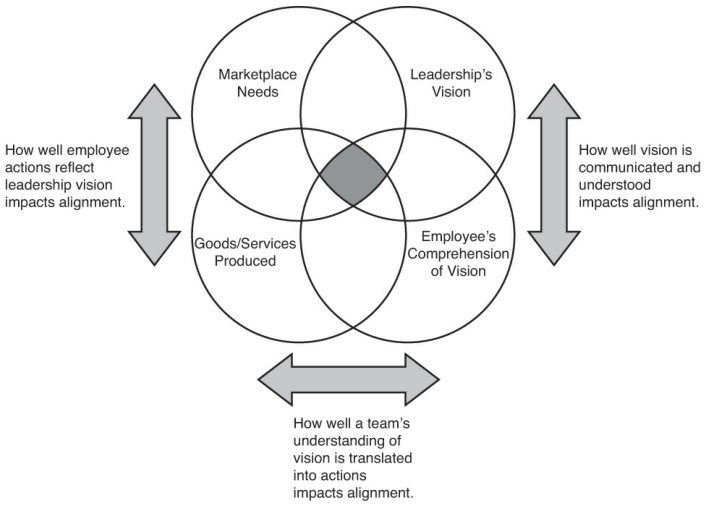 Marketplace
Needs
Leadership’s
Vision
How well employee
actions reflect
leadership vision
impacts alignment.
How well vision is
communicated and
understood
impacts alignment.
Goods/Services
Produced
Employee’s
Comprehension
of Vision
How well a team’s
understanding of
vision is translated
into actions
impacts alignment.